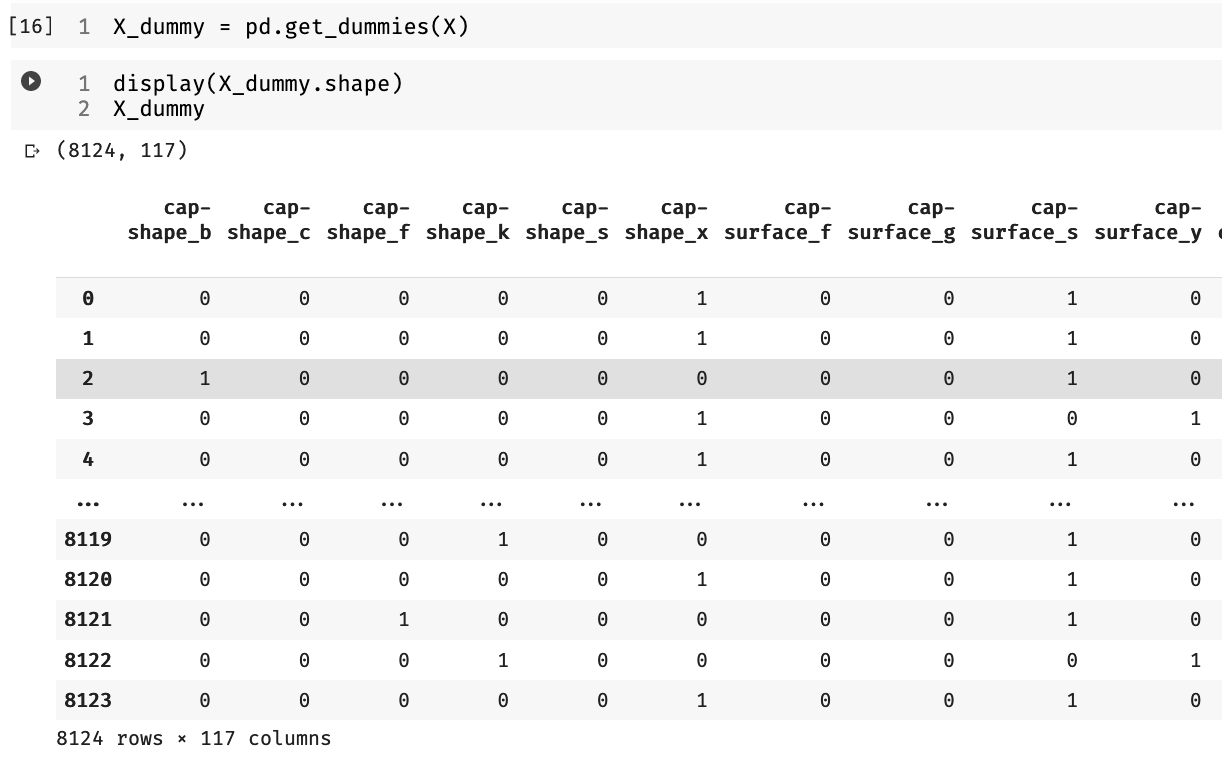 [16] 1 X_dummy = pd.get_dummies(X)
1 display(X_dummy.shape)
2 X_dummy
(8124, 117)
cap- cap- cap- cap- cap- cap- cap- cap- cap- cap-
shape_b shape_c shape_f shape_k shape_s shape_x surface_f surface_g surface_s surface_y
0 0 0 0 0 0 1 0 0 1 0
1 0 0 0 0 0 1 0 0 1 0
2 1 0 0 0 0 0 0 0 1 0
3 0 0 0 0 0 1 0 0 0 1
4 0 0 0 0 0 1 0 0 1 0
... ... ... ... ... ... ... ... ... ... ...
8119 0 0 0 1 0 0 0 0 1 0
8120 0 0 0 0 0 1 0 0 1 0
8121 0 0 1 0 0 0 0 0 1 0
8122 0 0 0 1 0 0 0 0 0 1
8123 0 0 0 0 0 1 0 0 1 0
8124 rows × 117 columns